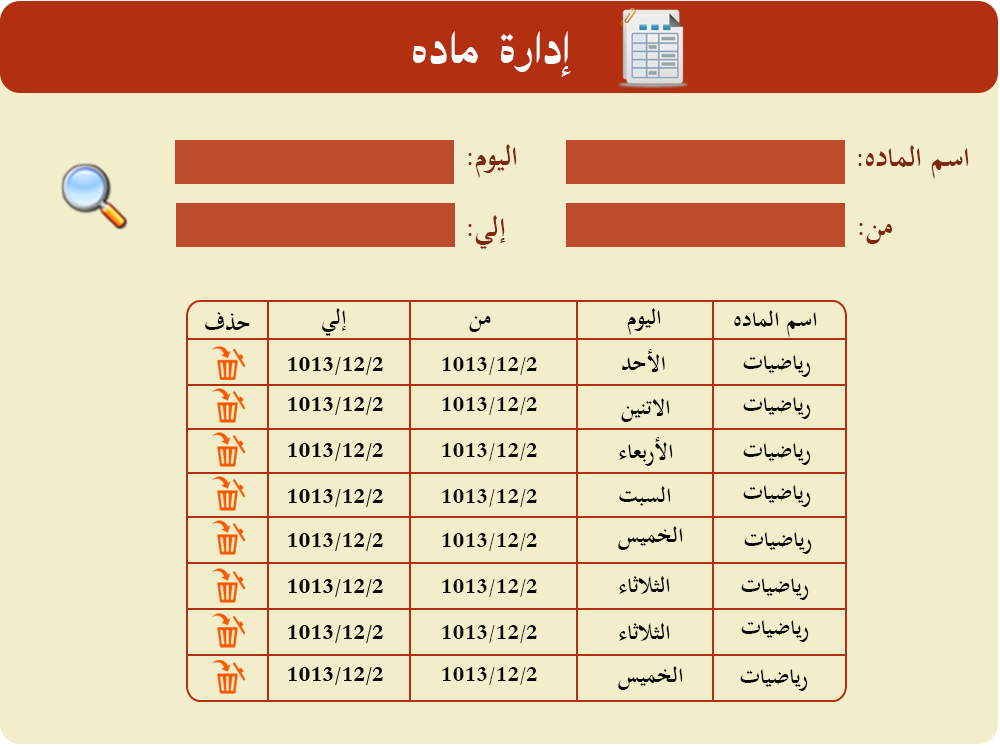 إدارة ماده
اسم الماده: اليوم:
من: إلي:
اسم الماده اليوم من إلي حذف
رياضيات الأحد 1013/12/2 1013/12/2
رياضيات الاتنين 1013/12/2 1013/12/2
رياضيات الأربعاء 1013/12/2 1013/12/2
رياضيات السبت 1013/12/2 1013/12/2
رياضيات الخميس 1013/12/2 1013/12/2
رياضيات الثلاثاء 1013/12/2 1013/12/2
رياضيات الثلاثاء 1013/12/2 1013/12/2
رياضيات الخميس 1013/12/2 1013/12/2